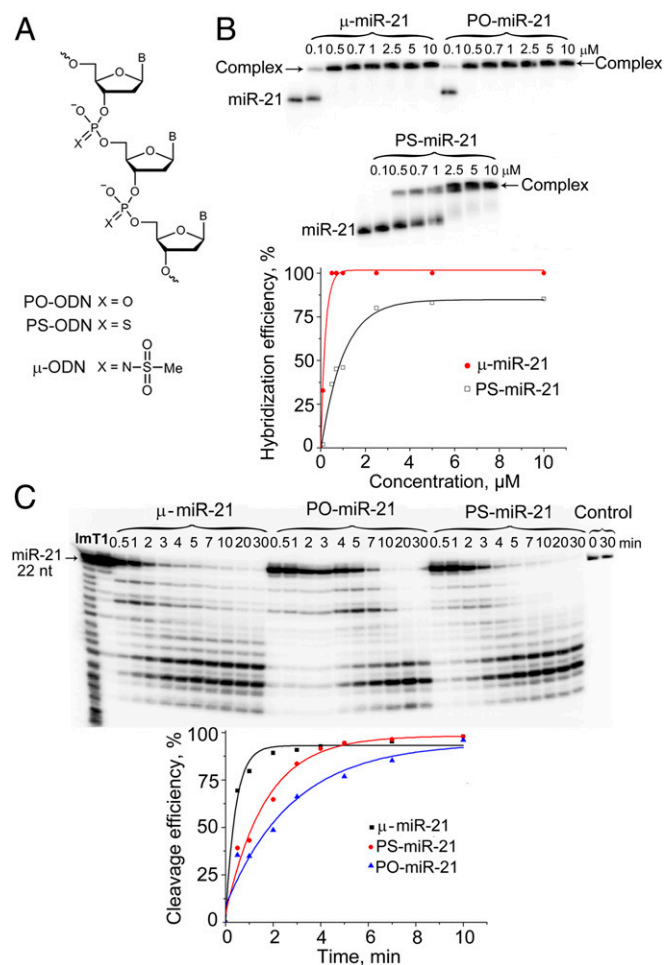 A
B
O
O
B
⁻O
O
P
X
O
O
B
⁻O
O
P
X
O
O
B
O
PO-ODN X = O
PS-ODN X = S
μ-ODN X = N-S-Me
O
O
μ-miR-21 PO-miR-21
0.1 0.5 0.7 1 2.5 5 10 0.1 0.5 0.7 1 2.5 5 10 μM
Complex Complex
miR-21
PS-miR-21
0.1 0.5 0.7 1 2.5 5 10 μM
Complex
miR-21
Hybridization efficiency, %
100
75
50
25
0
μ-miR-21
PS-miR-21
0 2 4 6 8 10
Concentration, μM
C
μ-miR-21 PO-miR-21 PS-miR-21 Control
ImT1 0.5 1 2 3 4 5 7 10 20 30 0.5 1 2 3 4 5 7 10 20 30 0.5 1 2 3 4 5 7 10 20 30 0 30 min
miR-21
22 nt
Cleavage efficiency, %
100
75
50
25
0
μ-miR-21
PS-miR-21
PO-miR-21
0 2 4 6 8 10
Time, min